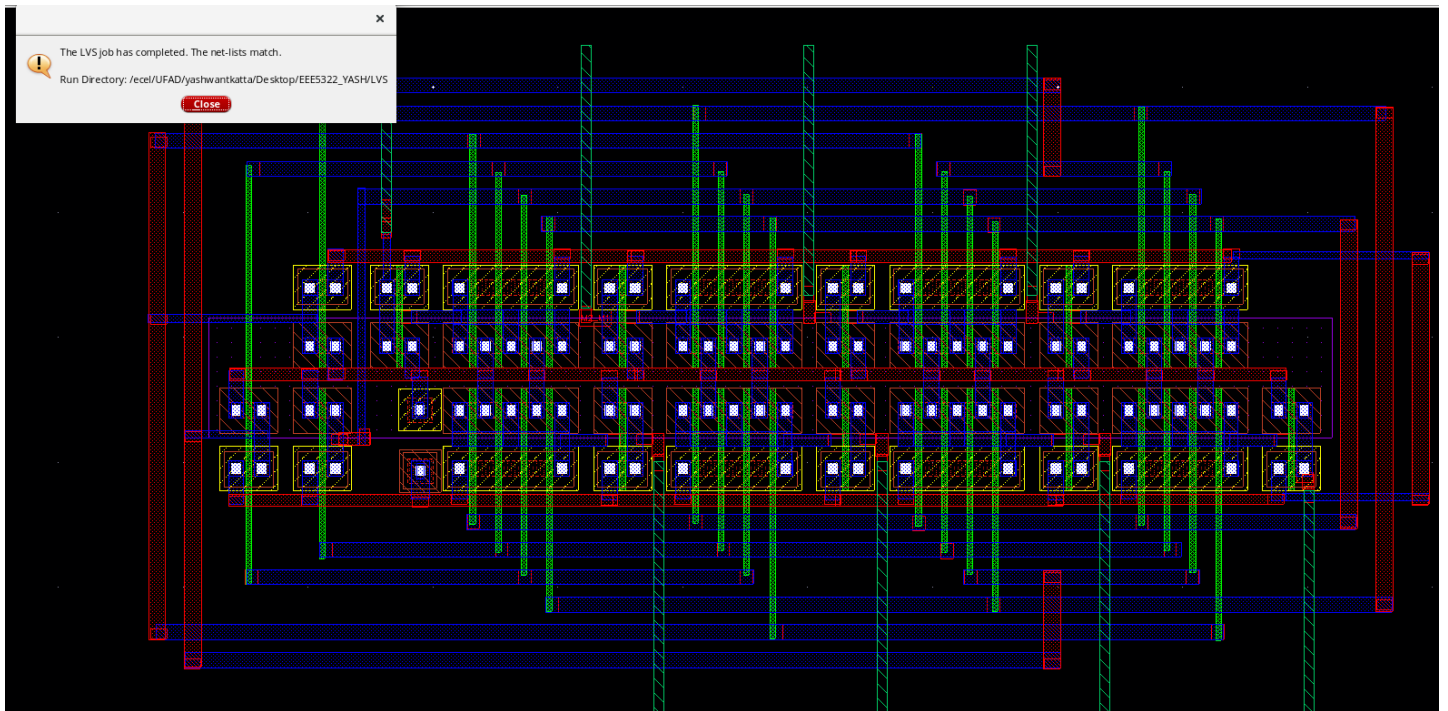 The LVS job has completed. The net-lists match.
Run Directory: /ecel/UFAD/yashwantkatta/Desktop/EEE5322_YASH/LVS
Close